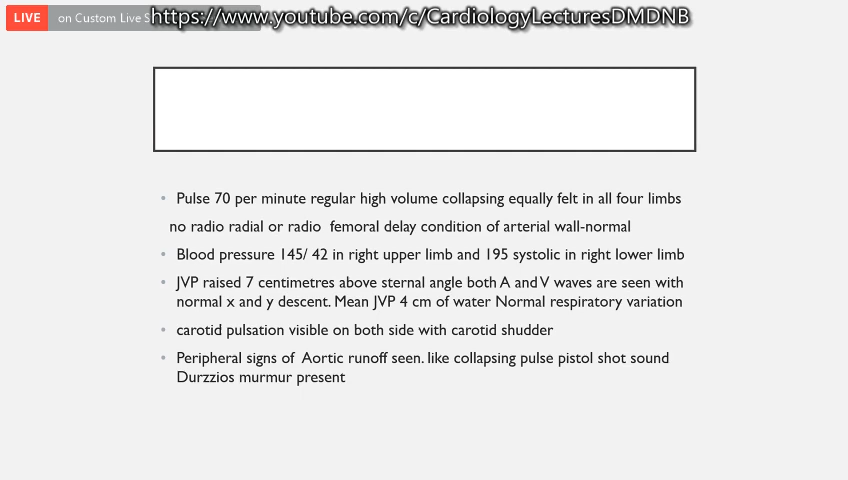 LIVE on Custom Live S
https://www.youtube.com/c/CardiologyLecturesDMDNB
• Pulse 70 per minute regular high volume collapsing equally felt in all four limbs
no radio radial or radio femoral delay condition of arterial wall-normal
• Blood pressure 145/ 42 in right upper limb and 195 systolic in right lower limb
• JVP raised 7 centimetres above sternal angle both A and V waves are seen with
normal x and y descent. Mean JVP 4 cm of water Normal respiratory variation
• carotid pulsation visible on both side with carotid shudder
• Peripheral signs of Aortic runoff seen. like collapsing pulse pistol shot sound
Durzzios murmur present